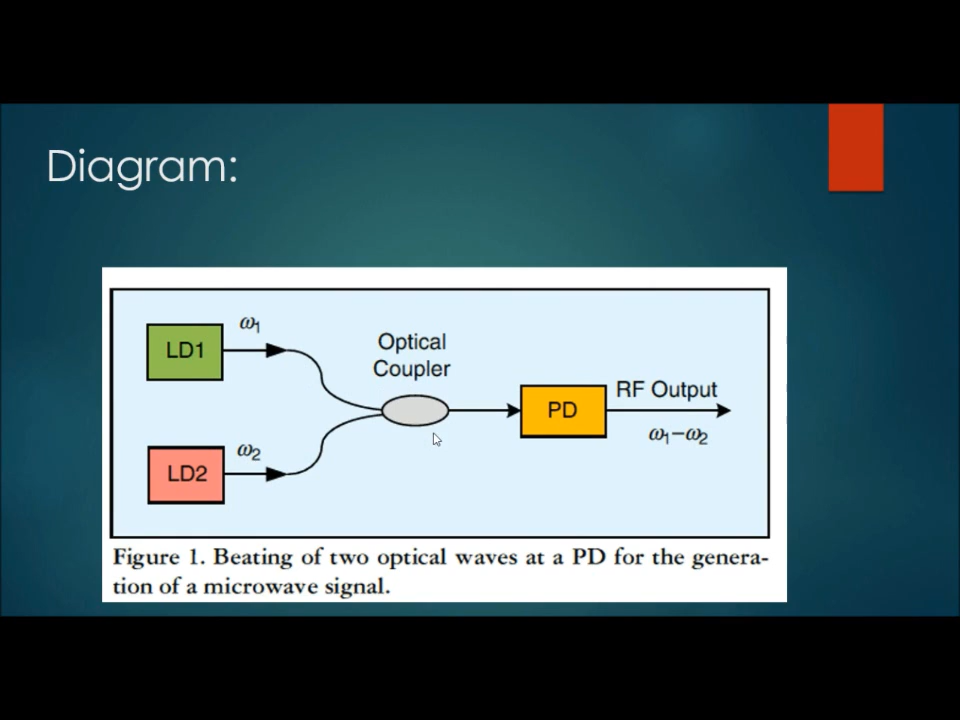 Diagram:
LD1
ω1
Optical
Coupler
LD2
ω2
PD
RF Output
ω1−ω2
Figure 1. Beating of two optical waves at a PD for the genera-
tion of a microwave signal.